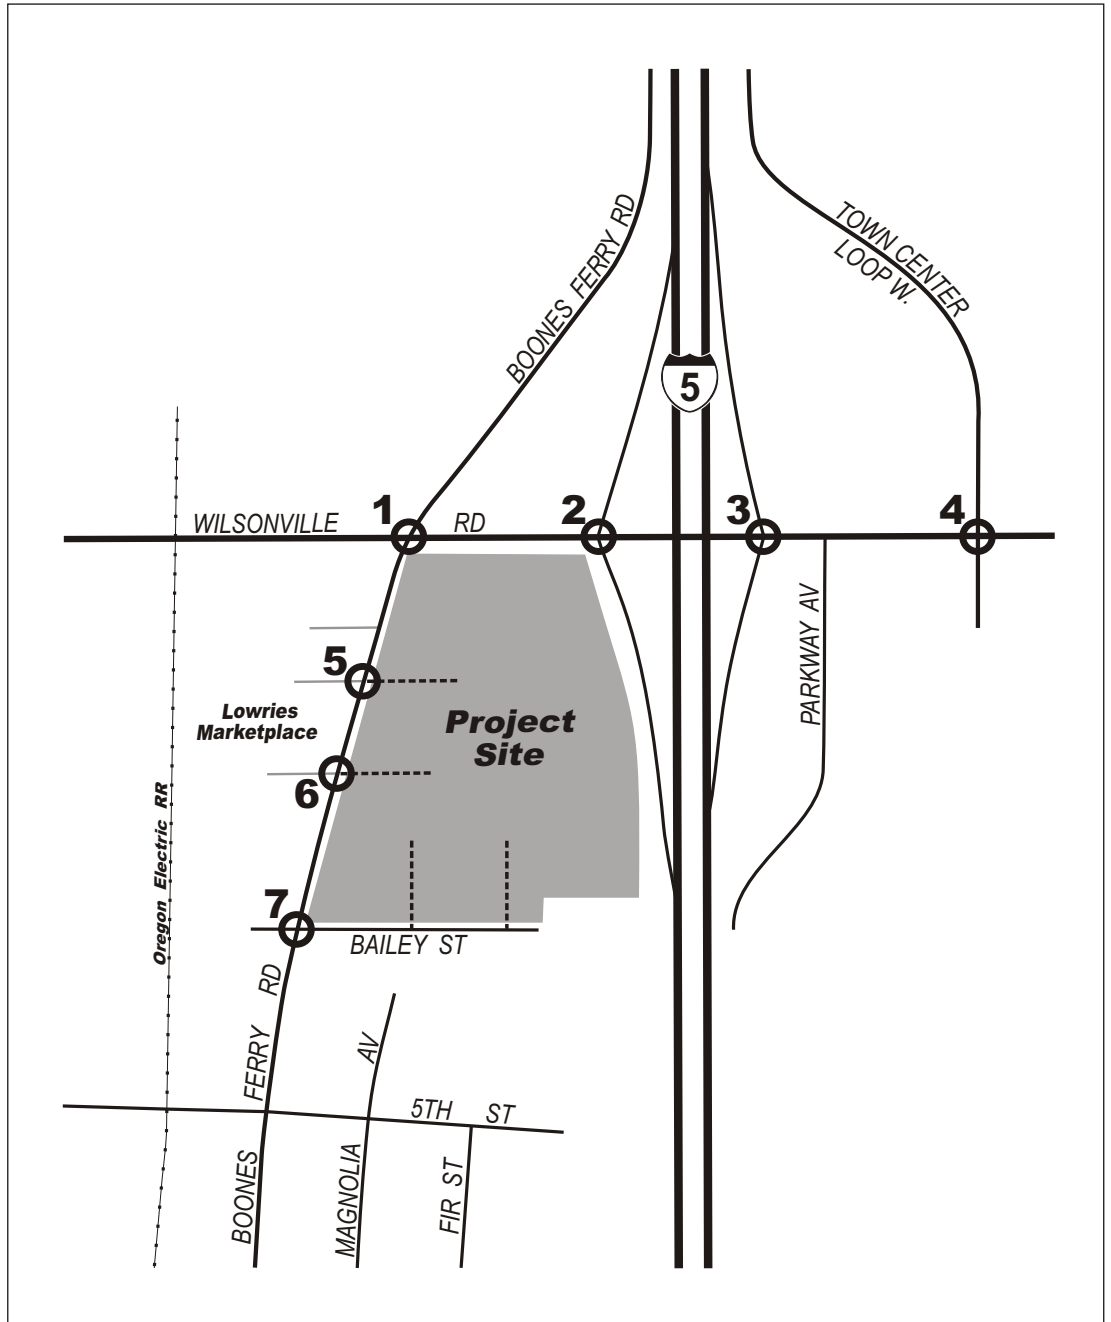 BOONES FERRY RD
TOWN CENTER
LOOP W.
5
1
2
3
4
WILSONVILLE RD
PARKWAY AV
5
Lowries
Marketplace
Project
Site
6
Oregon Electric RR
7
BAILEY ST
BOONES FERRY RD
MAGNOLIA AV
5TH ST
FIR ST